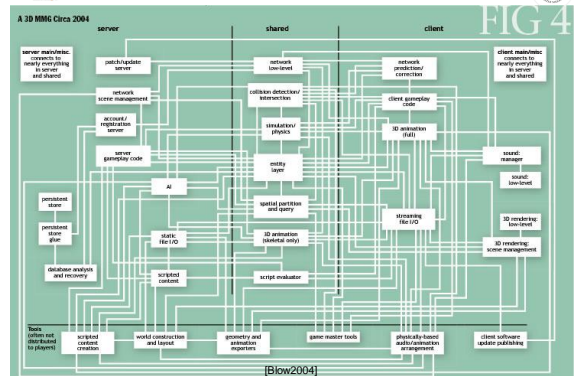 FIG 4
A 3D MMG Circa 2004
server
shared
client
server main/misc.
connects to
nearly everything
in server
and shared
patch/update
server
network
low-level
network
prediction/
correction
client main/misc
connects to
nearly everything
in server
and shared
network
scene management
collision detection/
intersection
client gameplay
code
account/
registration
server
simulation/
physics
3D animation
(full)
server
gameplay code
entity
layer
sound:
manager
sound:
low-level
AI
persistent
store
spatial partition
and query
streaming
file I/O
3D rendering:
low-level
persistent
store
glue
static
file I/O
3D animation
(skeletal only)
3D rendering:
scene management
database analysis
and recovery
scripted
content
script evaluator
Tools
(often not
distributed
to players)
scripted
content
creation
world construction
and layout
geometry and
animation
exporters
game master tools
physically-based
audio/animation
arrangement
client software
update publishing
[Blow2004]